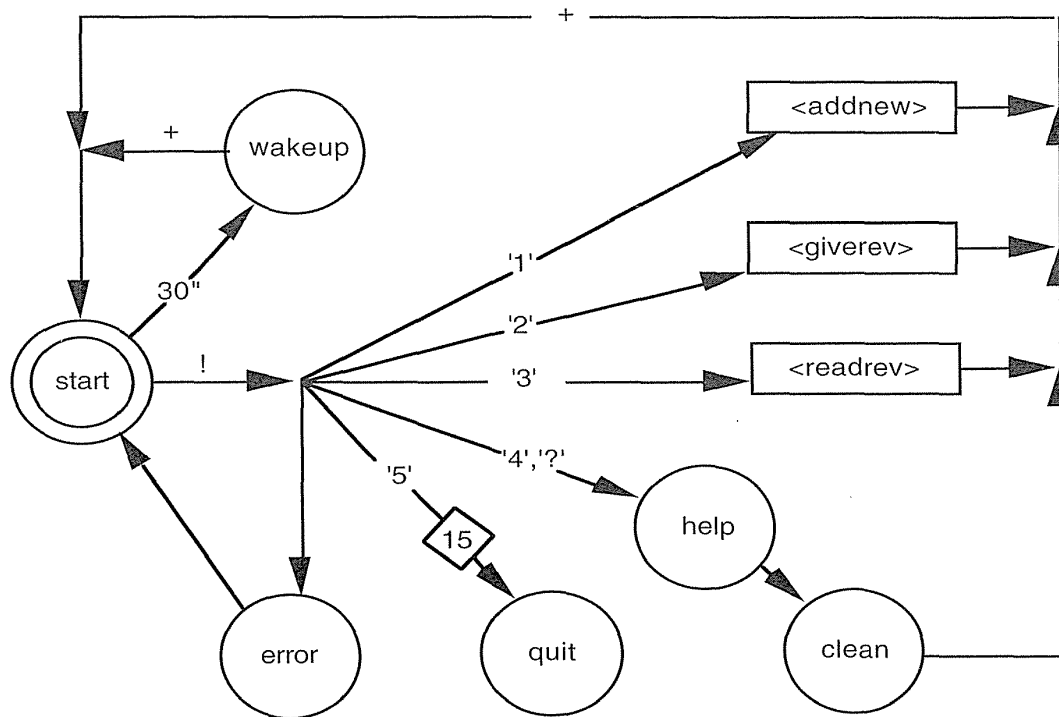 +
<addnew>
+
wakeup
'1'
<giverev>
30"
'2'
!
'3'
<readrev>
start
'4','?'
'5'
15
help
error
quit
clean